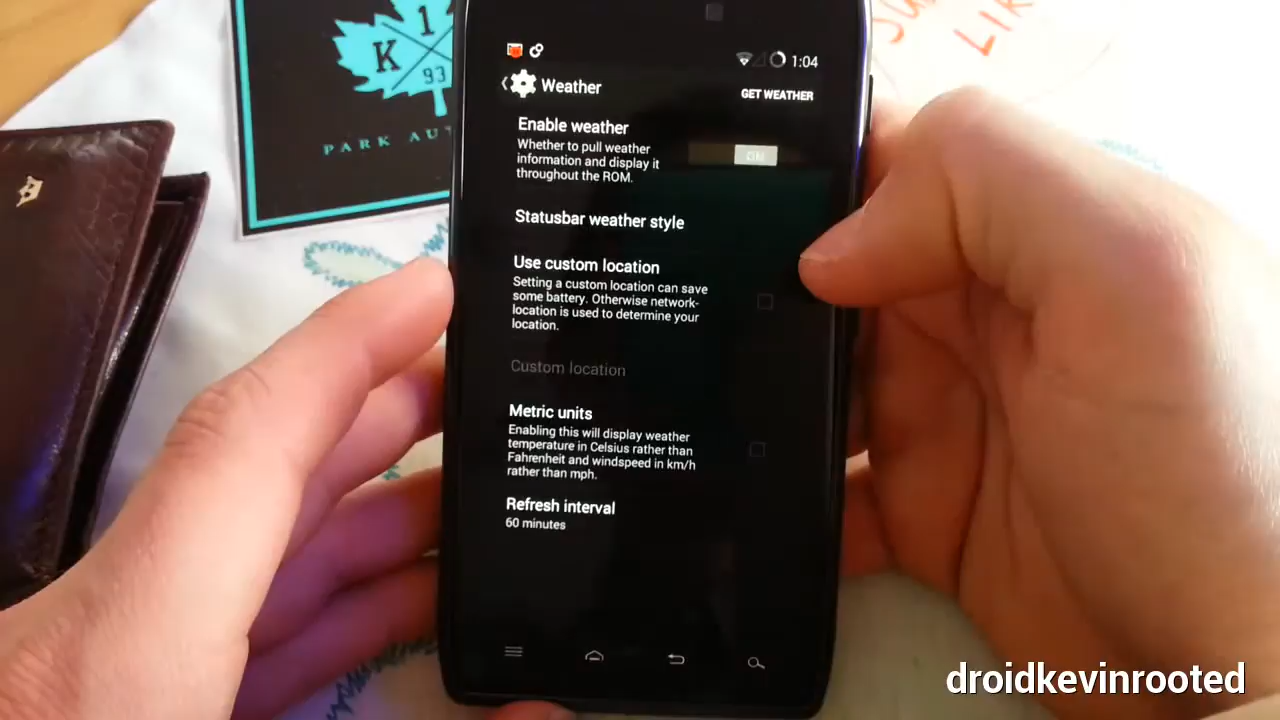 K 1
93
PARK AUT
LIK
1:04
Weather
GET WEATHER
Enable weather
Whether to pull weather
information and display it
throughout the ROM.
ON
Statusbar weather style
Use custom location
Setting a custom location can save
some battery. Otherwise network-
location is used to determine your
location.
Custom location
Metric units
Enabling this will display weather
temperature in Celsius rather than
Fahrenheit and windspeed in km/h
rather than mph.
Refresh interval
60 minutes
droidkevinrooted